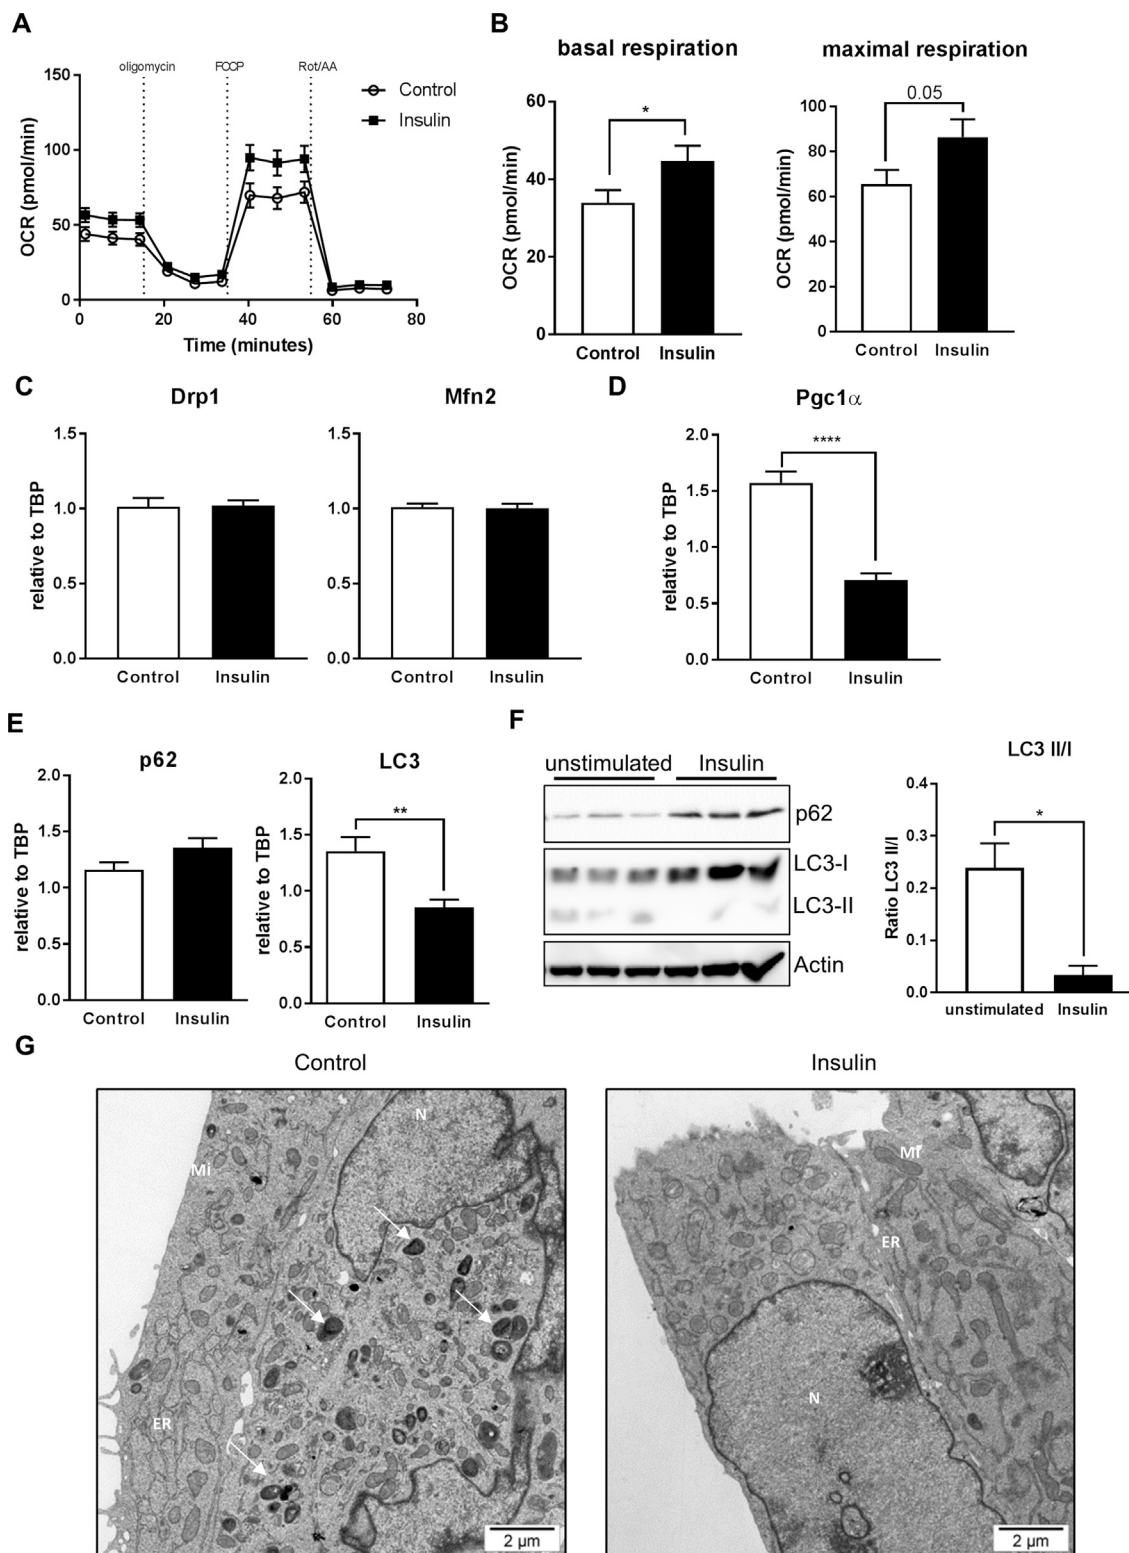 A
oligomycin FCCP Rot/AA
150
100
50
0
OCR (pmol/min)
0 20 40 60 80
Time (minutes)
Control
Insulin
B
basal respiration
60
40
20
0
OCR (pmol/min)
*
Control Insulin
maximal respiration
100
80
60
40
20
0
OCR (pmol/min)
0.05
Control Insulin
C
Drp1
1.5
1.0
0.5
0.0
relative to TBP
Control Insulin
Mfn2
1.5
1.0
0.5
0.0
Control Insulin
D
Pgc1α
2.0
1.5
1.0
0.5
0.0
relative to TBP
****
Control Insulin
E
p62
2.0
1.5
1.0
0.5
0.0
relative to TBP
Control Insulin
LC3
2.0
1.5
1.0
0.5
0.0
relative to TBP
**
Control Insulin
F
unstimulated Insulin
p62
LC3-I
LC3-II
Actin
LC3 II/I
0.4
0.3
0.2
0.1
0.0
Ratio LC3 II/I
*
unstimulated Insulin
G
Control
N
Mi
ER
2 µm
Insulin
Mi
ER
N
2 µm